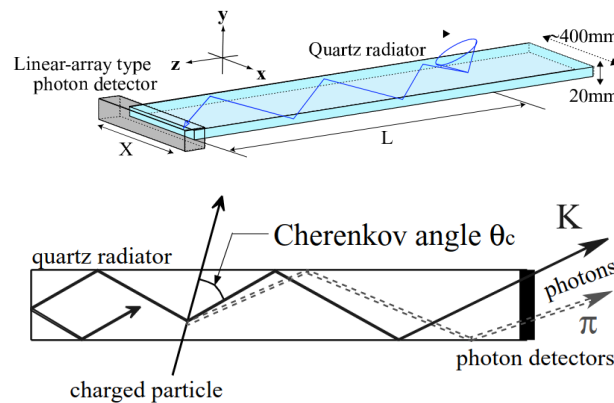 y
z
x
Linear-array type
photon detector
Quartz radiator
~400mm
20mm
X
L
quartz radiator
Cherenkov angle θc
K
photons
π
photon detectors
charged particle